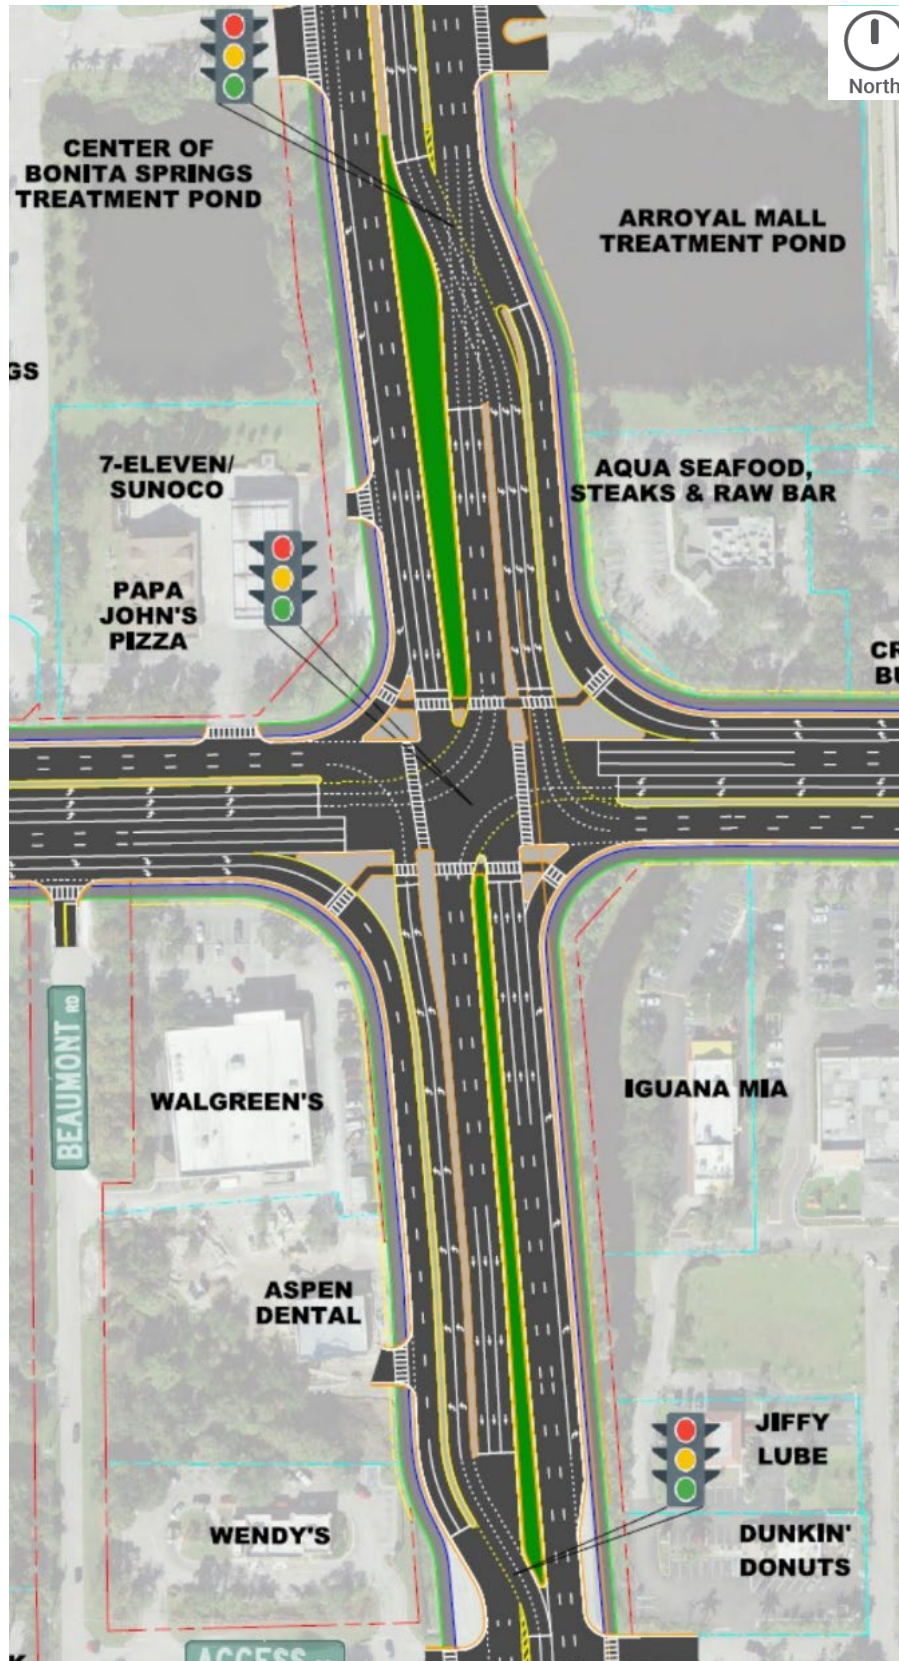 North
CENTER OF
BONITA SPRINGS
TREATMENT POND
ARROYAL MALL
TREATMENT POND
GS
7-ELEVEN/
SUNOCO
AQUA SEAFOOD,
STEAKS & RAW BAR
PAPA
JOHN'S
PIZZA
CR
BU
BEAUMONT RD
WALGREEN'S
IGUANA MIA
ASPEN
DENTAL
JIFFY
LUBE
WENDY'S
DUNKIN'
DONUTS
ACCESS
K